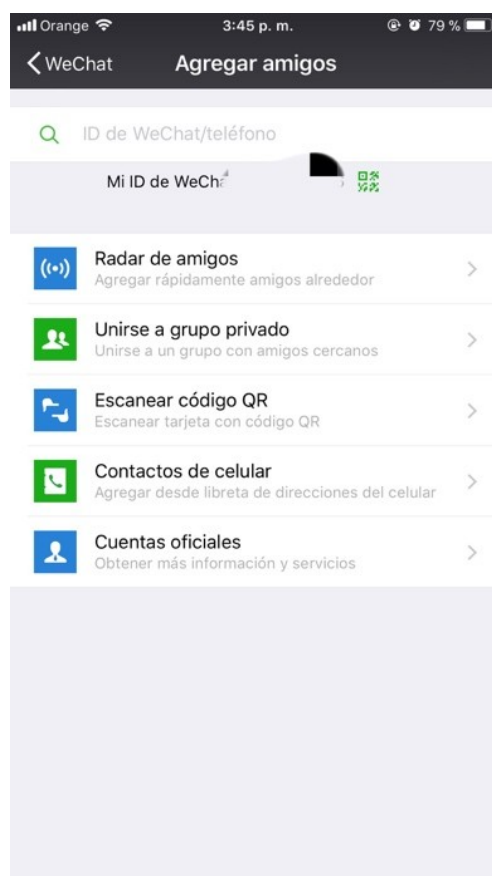 Orange 3:45 p. m. 79 %
WeChat Agregar amigos
ID de WeChat/teléfono
Mi ID de
Radar de amigos
Agregar rápidamente amigos alrededor
Unirse a grupo privado
Unirse a un grupo con amigos cercanos
Escanear código QR
Escanear tarjeta con código QR
Contactos de celular
Agregar desde libreta de direcciones del celular
Cuentas oficiales
Obtener más información y servicios